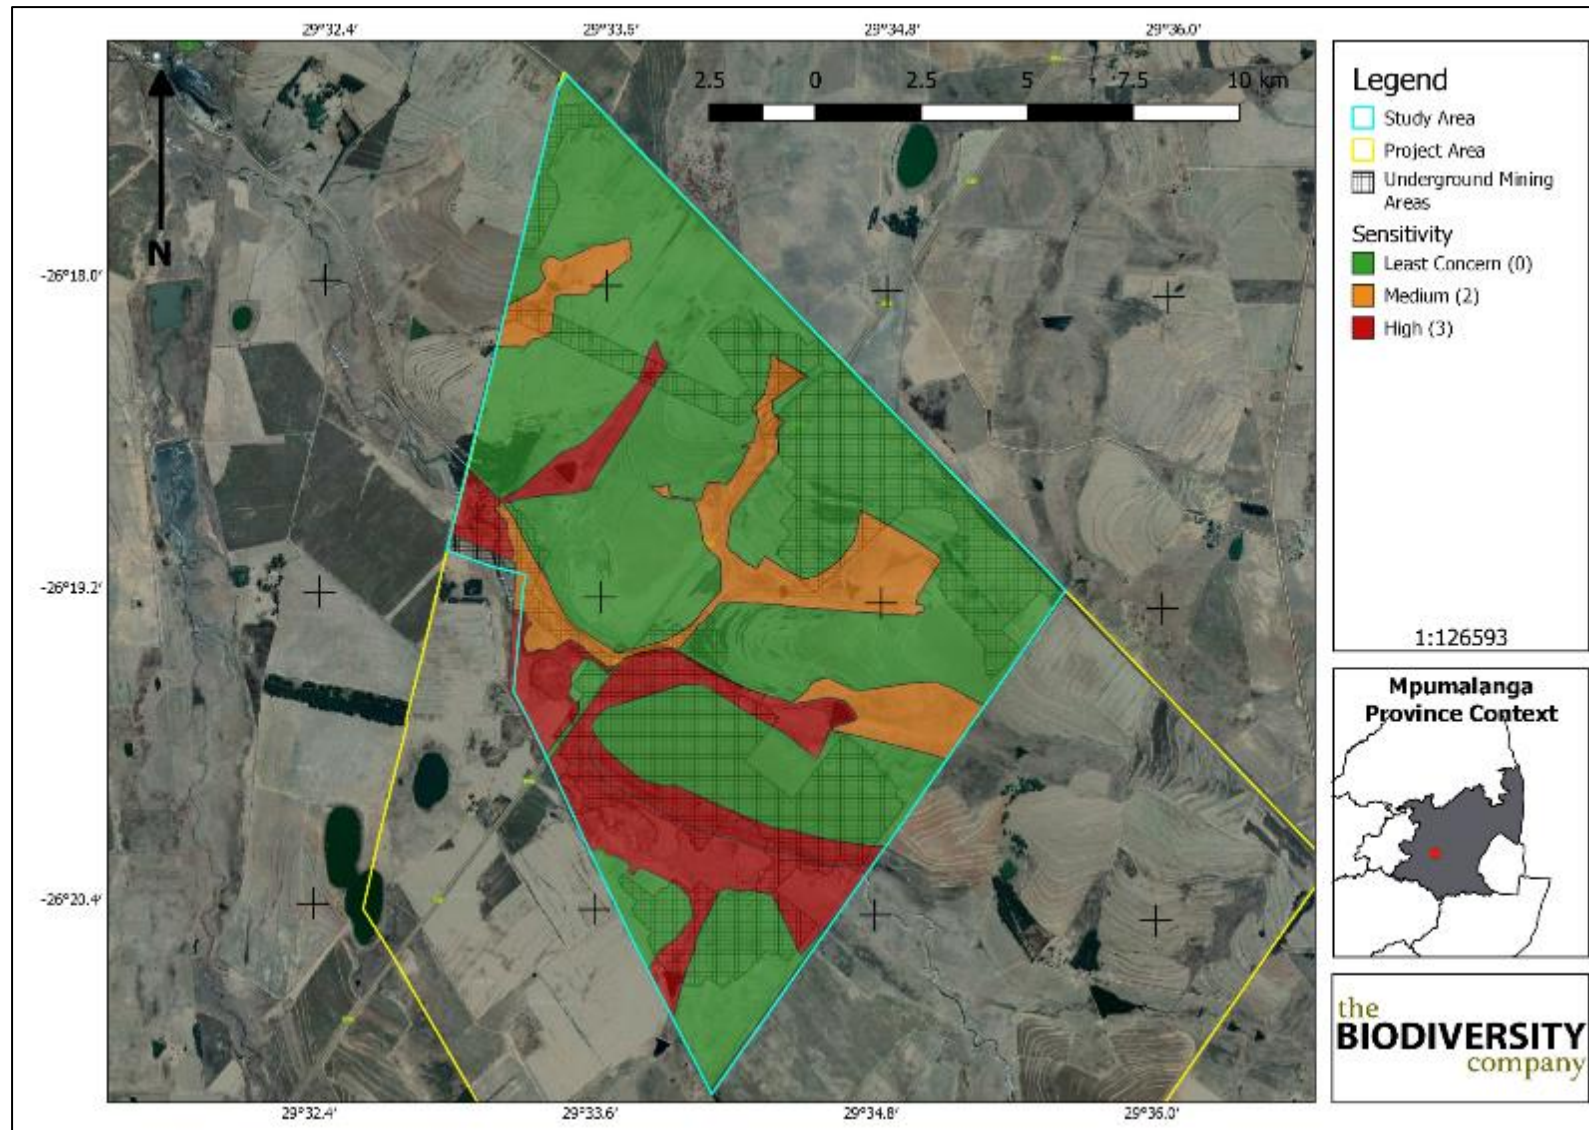 29°32.4' 29°33.6' 29°34.8' 29°36.0'
2.5 0 2.5 5 7.5 10 km
N
-26°18.0'
-26°19.2'
-26°20.4'
29°32.4' 29°33.6' 29°34.8' 29°36.0'
Legend
Study Area
Project Area
Underground Mining
Areas
Sensitivity
Least Concern (0)
Medium (2)
High (3)
1:126593
Mpumalanga
Province Context
the
BIODIVERSITY
company